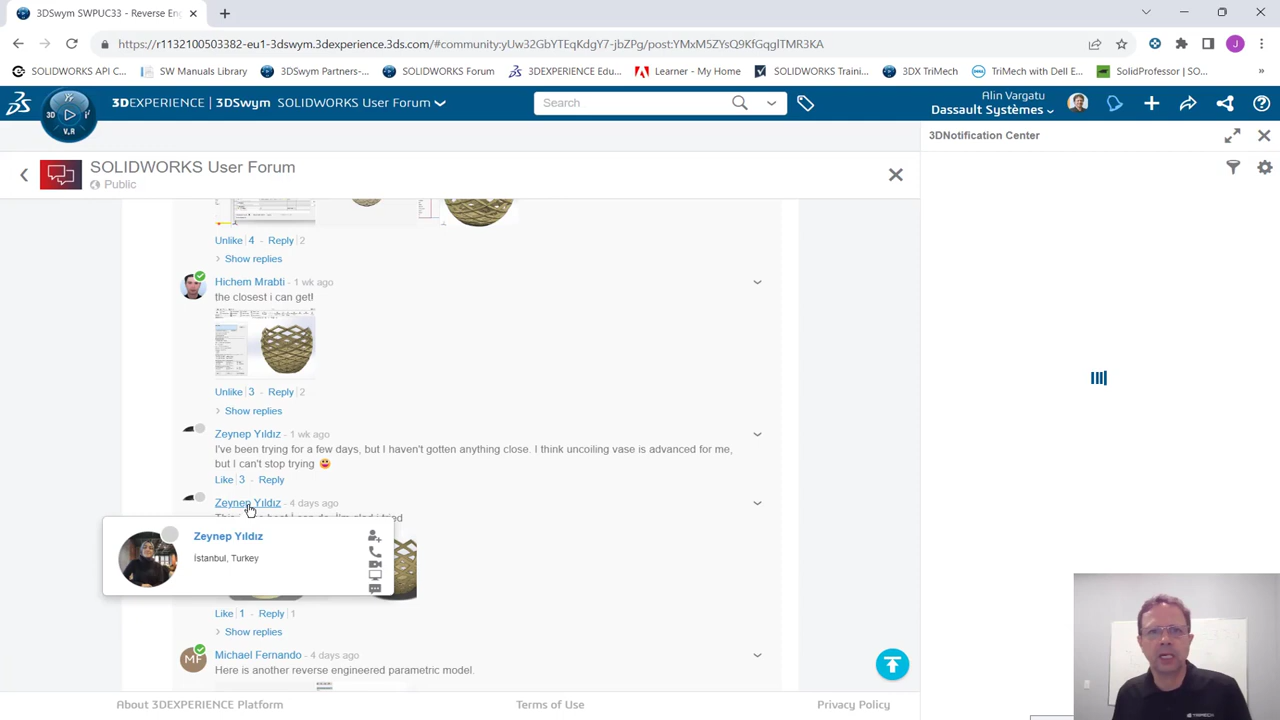 3DSwym SWPUC33 - Reverse Eng
https://r1132100503382-eu1-3dswym.3dexperience.3ds.com/#community:yUw32GbYTEqKdgY7-jbZPg/post:YMxM5ZYsQ9KfGqglTMR3KA
J
SOLIDWORKS API C...
SW Manuals Library
3DSwym Partners-...
SOLIDWORKS Forum
3DEXPERIENCE Edu...
Learner - My Home
SOLIDWORKS Traini...
3DX TriMech
TriMech with Dell E...
SolidProfessor | SO...
3DEXPERIENCE | 3DSwym SOLIDWORKS User Forum
Search
Alin Vargatu
Dassault Systèmes
3D
V.R
3DNotification Center
SOLIDWORKS User Forum
Public
Unlike 4 - Reply 2
Show replies
Hichem Mrabti - 1 wk ago
the closest i can get!
Unlike 3 - Reply 2
Show replies
Zeynep Yıldız - 1 wk ago
I've been trying for a few days, but I haven't gotten anything close. I think uncoiling vase is advanced for me,
but I can't stop trying
Like 3 - Reply
Zeynep Yıldız - 4 days ago
Zeynep Yıldız
İstanbul, Turkey
Like 1 - Reply 1
Show replies
MF
Michael Fernando - 4 days ago
Here is another reverse engineered parametric model.
About 3DEXPERIENCE Platform
Terms of Use
Privacy Policy